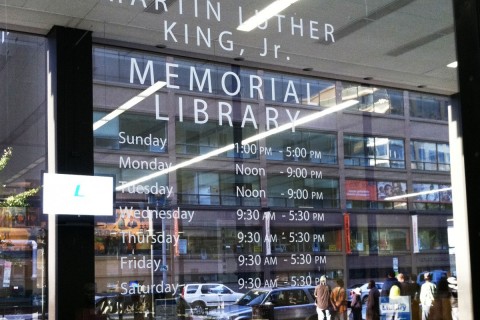 MARTIN LUTHER
KING, Jr.
MEMORIAL
LIBRARY
Sunday 1:00 PM - 5:00 PM
Monday Noon - 9:00 PM
Tuesday Noon - 9:00 PM
Wednesday 9:30 AM - 5:30 PM
Thursday 9:30 AM - 5:30 PM
Friday 9:30 AM - 5:30 PM
Saturday 9:30 AM - 5:30 PM
L
Library